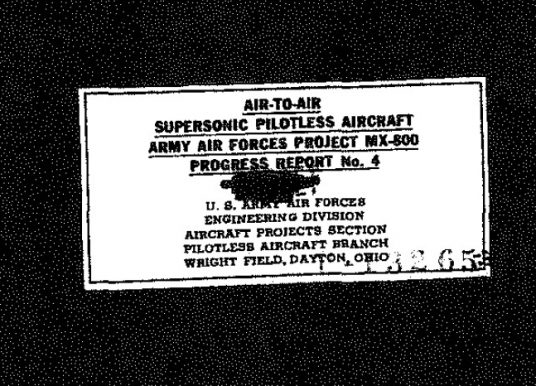 AIR-TO-AIR
SUPERSONIC PILOTLESS AIRCRAFT
ARMY AIR FORCES PROJECT MX-800
PROGRESS REPORT No. 4
U. S. ARMY AIR FORCES
ENGINEERING DIVISION
AIRCRAFT PROJECTS SECTION
PILOTLESS AIRCRAFT BRANCH
WRIGHT FIELD, DAYTON, OHIO